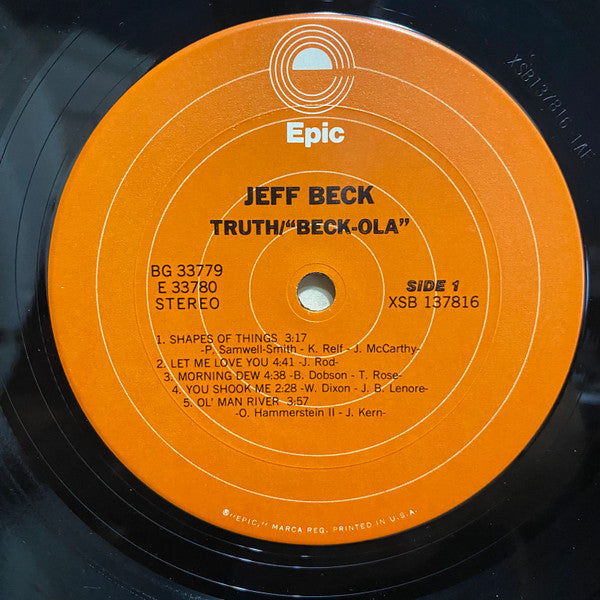 Epic
JEFF BECK
TRUTH/"BECK-OLA"
BG 33779
E 33780
STEREO
SIDE 1
XSB 137816
1. SHAPES OF THINGS 3:17
-P. Samwell-Smith - K. Relf - J. McCarthy-
2. LET ME LOVE YOU 4:41 -J. Rod-
3. MORNING DEW 4:38 -B. Dobson - T. Rose-
4. YOU SHOOK ME 2:28 -W. Dixon - J. B. Lenore-
5. OL' MAN RIVER 3:57
-O. Hammerstein II - J. Kern-
"EPIC," MARCA REG. PRINTED IN U.S.A.
XSB137816